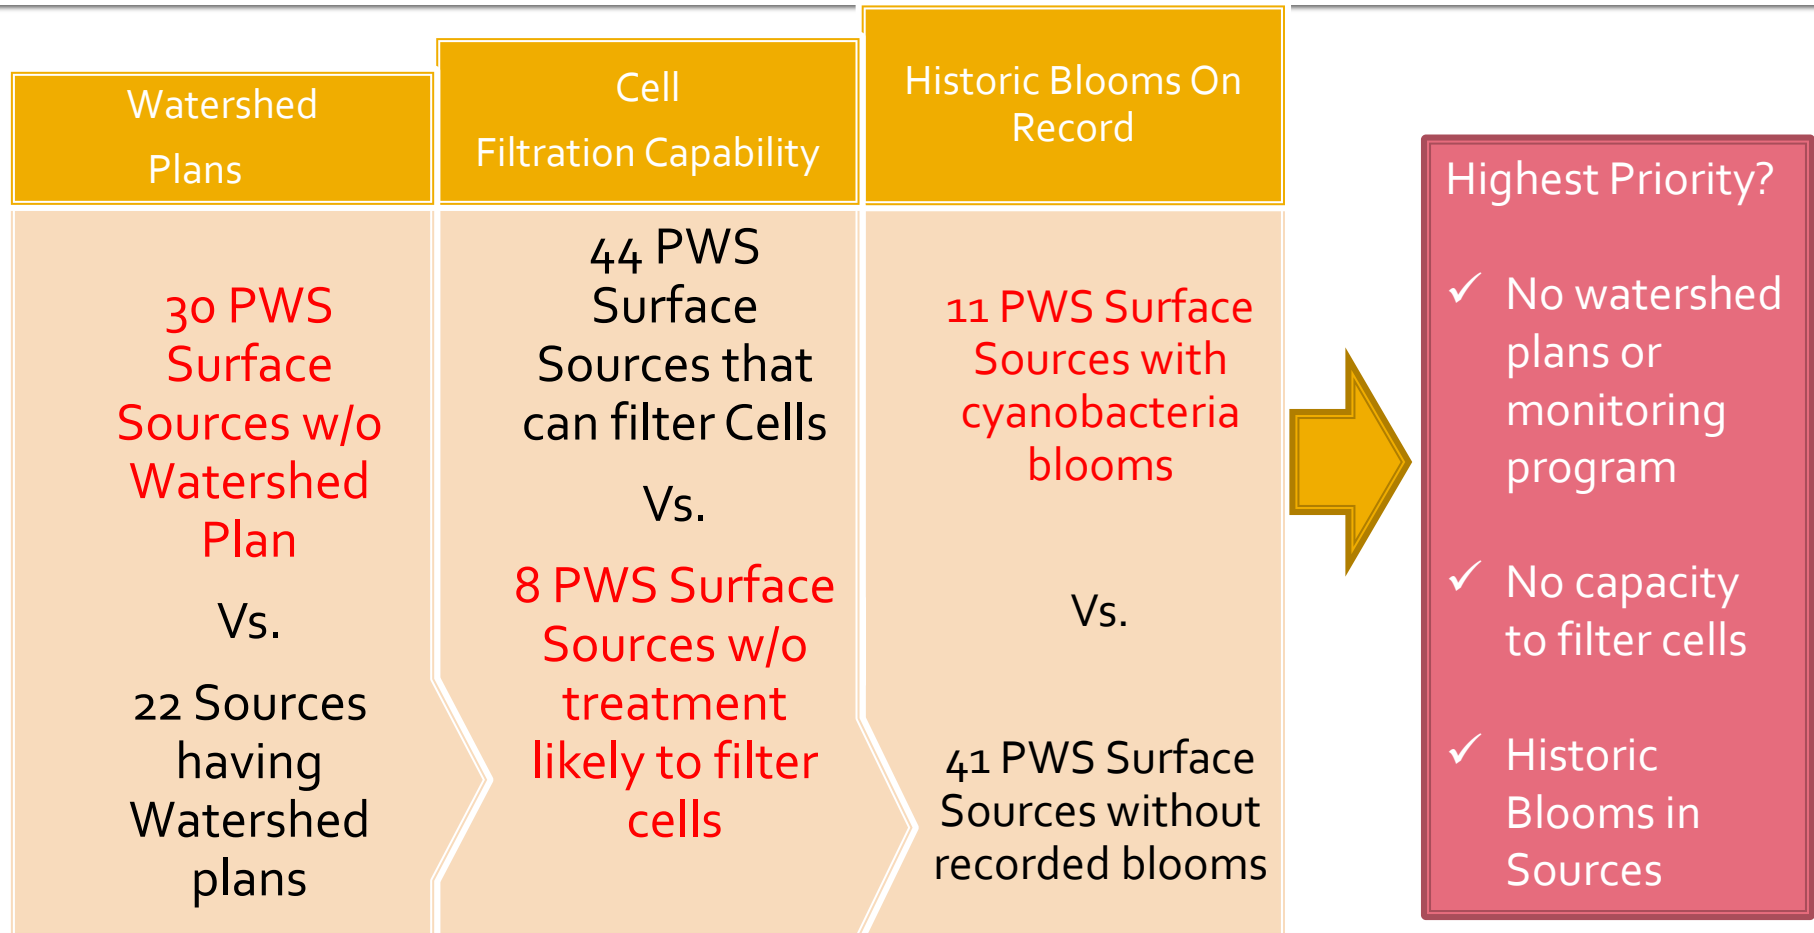 Watershed
Plans
Cell
Filtration Capability
Historic Blooms On
Record
30 PWS
Surface
Sources w/o
Watershed
Plan
Vs.
22 Sources
having
Watershed
plans
44 PWS
Surface
Sources that
can filter Cells
Vs.
8 PWS Surface
Sources w/o
treatment
likely to filter
cells
11 PWS Surface
Sources with
cyanobacteria
blooms
Vs.
41 PWS Surface
Sources without
recorded blooms
Highest Priority?
✓ No watershed
plans or
monitoring
program
✓ No capacity
to filter cells
✓ Historic
Blooms in
Sources